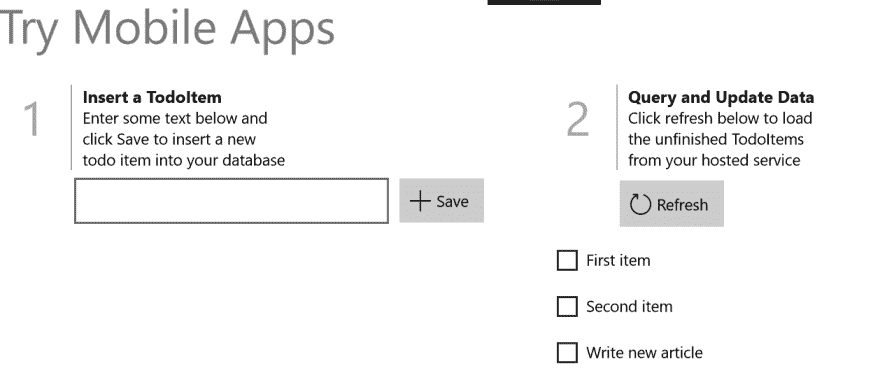 Try Mobile Apps
1
Insert a TodoItem
Enter some text below and
click Save to insert a new
todo item into your database
Save
2
Query and Update Data
Click refresh below to load
the unfinished TodoItems
from your hosted service
Refresh
First item
Second item
Write new article